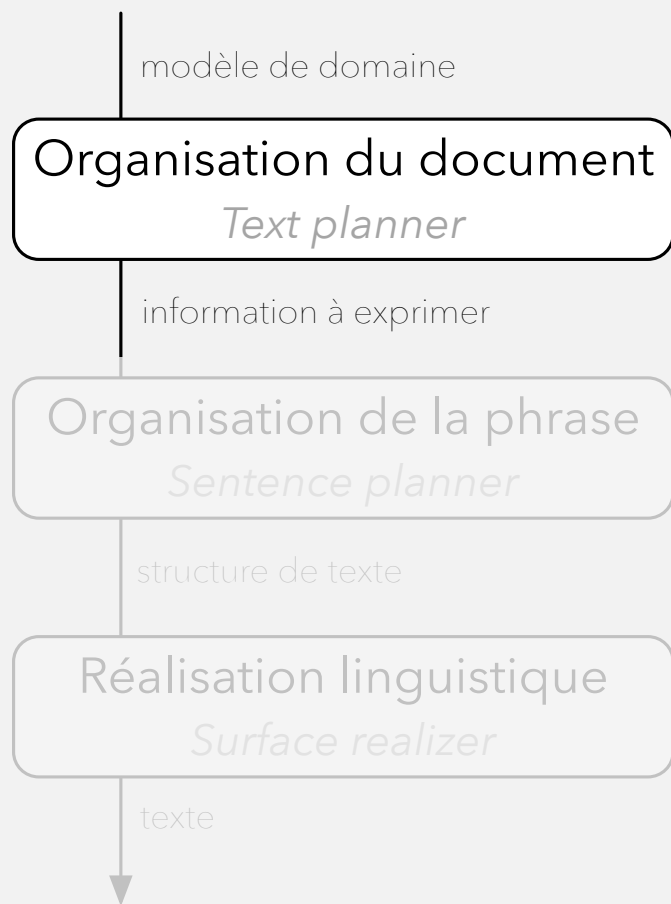 modèle de domaine
Organisation du document
Text planner
information à exprimer
Organisation de la phrase
Sentence planner
structure de texte
Réalisation linguistique
Surface realizer
texte